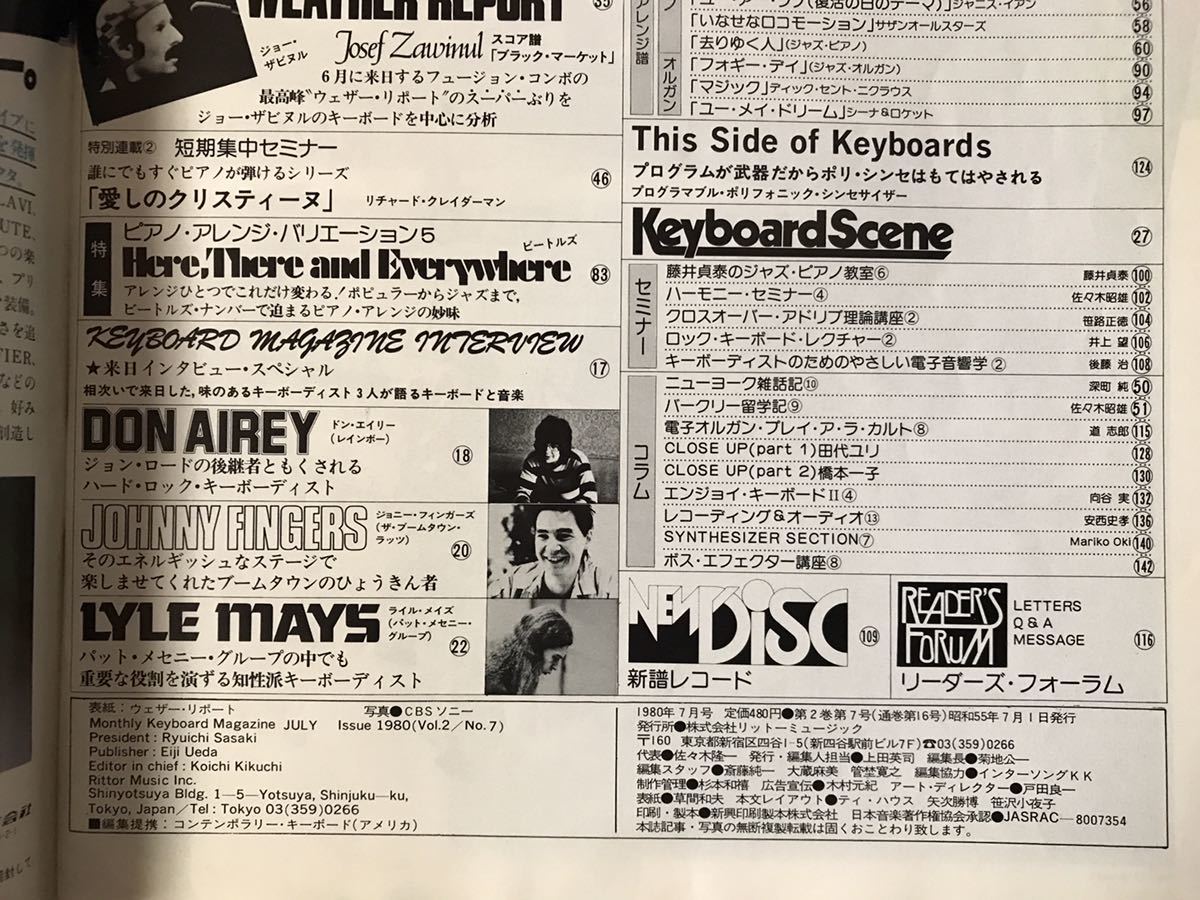 WEATHER REPORT
35
ジョー・
ザビヌル
Josef Zawinul スコア譜
「ブラック・マーケット」
6月に来日するフュージョン・コンボの
最高峰“ウェザー・リポート”のスーパーぶりを
ジョー・ザビヌルのキーボードを中心に分析
特別連載② 短期集中セミナー
誰にでもすぐピアノが弾けるシリーズ
46
「愛しのクリスティーヌ」 リチャード・クレイダーマン
特集
ピアノ・アレンジ・バリエーション5
ビートルズ
Here, There and Everywhere
83
アレンジひとつでこれだけ変わる!ポピュラーからジャズまで,
ビートルズ・ナンバーで迫まるピアノ・アレンジの妙味
KEYBOARD MAGAZINE INTERVIEW
★来日インタビュー・スペシャル
17
相次いで来日した,味のあるキーボーディスト3人が語るキーボードと音楽
DON AIREY
ドン・エイリー
(レインボー)
18
ジョン・ロードの後継者ともくされる
ハード・ロック・キーボーディスト
JOHNNY FINGERS
ジョニー・フィンガーズ
(ザ・ブームタウン・
ラッツ)
20
そのエネルギッシュなステージで
楽しませてくれたブームタウンのひょうきん者
LYLE MAYS
ライル・メイズ
(パット・メセニー・
グループ)
22
パット・メセニー・グループの中でも
重要な役割を演ずる知性派キーボーディスト
表紙:ウェザー・リポート 写真●CBSソニー
Monthly Keyboard Magazine JULY Issue 1980(Vol.2/No.7)
President : Ryuichi Sasaki
Publisher : Eiji Ueda
Editor in chief : Koichi Kikuchi
Rittor Music Inc.
Shinyotsuya Bldg. 1—5—Yotsuya, Shinjuku—ku,
Tokyo, Japan/Tel : Tokyo 03(359)0266
■編集提携:コンテンポラリー・キーボード(アメリカ)
アレンジ譜
「ユー・アー・ラブ(復活の日のテーマ)」ジャニス・イアン
56
「いなせなロコモーション」サザンオールスターズ
58
「去りゆく人」(ジャズ・ピアノ)
60
オルガン
「フォギー・デイ」(ジャズ・オルガン)
90
「マジック」ディック・セント・ニクラウス
94
「ユー・メイ・ドリーム」シーナ&ロケット
97
This Side of Keyboards
プログラムが武器だからポリ・シンセはもてはやされる
124
プログラマブル・ポリフォニック・シンセサイザー
Keyboard Scene
27
セミナー
藤井貞泰のジャズ・ピアノ教室⑥ 藤井貞泰 100
ハーモニー・セミナー④ 佐々木昭雄 102
クロスオーバー・アドリブ理論講座② 笹路正徳 104
ロック・キーボード・レクチャー② 井上 望 106
キーボーディストのためのやさしい電子音響学② 後藤 治 108
コラム
ニューヨーク雑話記⑩ 深町 純 50
バークリー留学記⑨ 佐々木昭雄 51
電子オルガン・プレイ・ア・ラ・カルト⑧ 道 志郎 115
CLOSE UP(part 1)田代ユリ 128
CLOSE UP(part 2)橋本一子 130
エンジョイ・キーボードII④ 向谷 実 132
レコーディング&オーディオ⑬ 安西史孝 136
SYNTHESIZER SECTION⑦ Mariko Oki 140
ボス・エフェクター講座⑧ 142
NEW DISC
109
新譜レコード
READER'S
FORUM
LETTERS
Q & A
MESSAGE
116
リーダーズ・フォーラム
1980年7月号 定価480円●第2巻第7号(通巻第16号)昭和55年7月1日発行
発行所●株式会社リットーミュージック
〒160 東京都新宿区四谷1-5(新四谷駅前ビル7F)☎03(359)0266
代表●佐々木隆一 発行・編集人担当●上田英司 編集長●菊地公一
編集スタッフ●斎藤純一 大蔵麻美 管埜寛之 編集協力●インターソングKK
制作管理●杉本和禧 広告宣伝●木村元紀 アート・ディレクター●戸田良一
表紙●草間和夫 本文レイアウト●ティ・ハウス 矢次勝博 笹沢小夜子
印刷・製本●新興印刷製本株式会社 日本音楽著作権協会承認●JASRAC—8007354
本誌記事・写真の無断複製転載は固くおことわり致します。